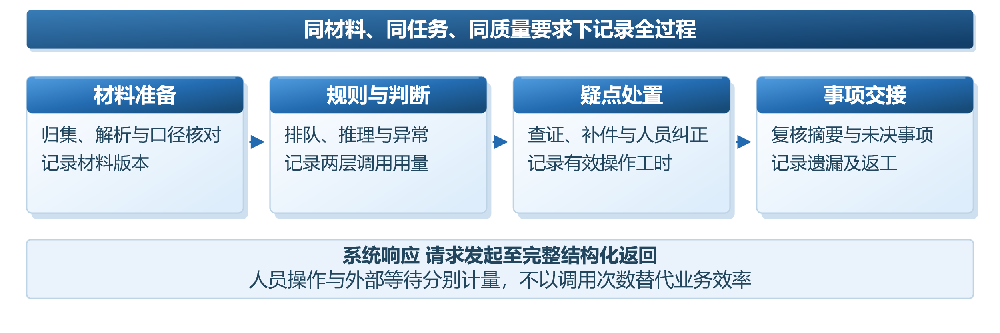 同材料、同任务、同质量要求下记录全过程
材料准备
归集、解析与口径核对
记录材料版本
规则与判断
排队、推理与异常
记录两层调用用量
疑点处置
查证、补件与人员纠正
记录有效操作工时
事项交接
复核摘要与未决事项
记录遗漏及返工
系统响应 请求发起至完整结构化返回
人员操作与外部等待分别计量，不以调用次数替代业务效率